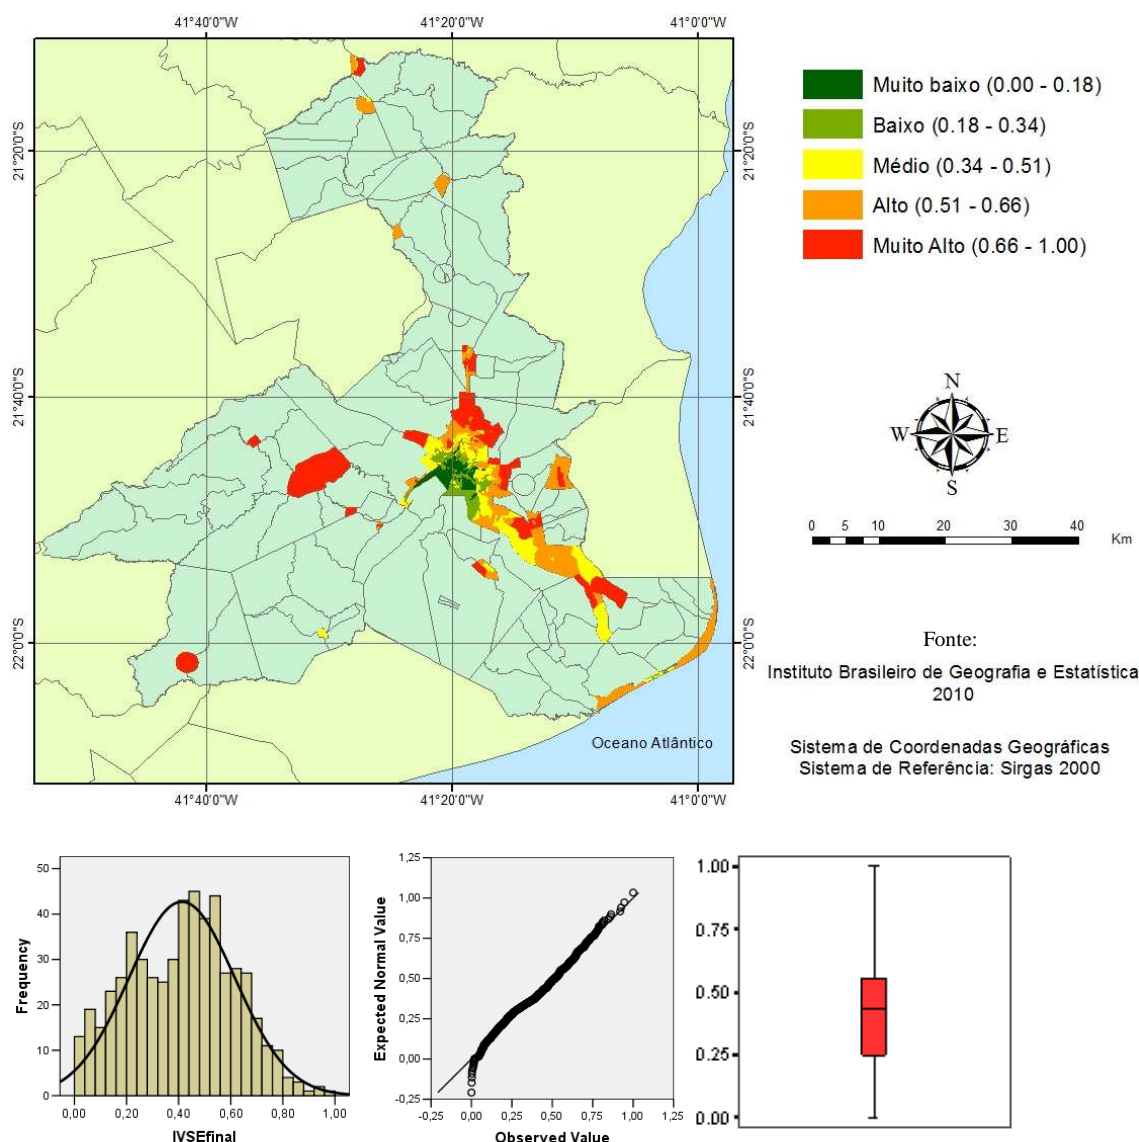 41°40'0"W 41°20'0"W 41°0'0"W
21°20'0"S 21°20'0"S
21°40'0"S 21°40'0"S
22°0'0"S 22°0'0"S
Oceano Atlântico
41°40'0"W 41°20'0"W 41°0'0"W
Muito baixo (0.00 - 0.18)
Baixo (0.18 - 0.34)
Médio (0.34 - 0.51)
Alto (0.51 - 0.66)
Muito Alto (0.66 - 1.00)
N
W E
S
0 5 10 20 30 40
Km
Fonte:
Instituto Brasileiro de Geografia e Estatística
2010
Sistema de Coordenadas Geográficas
Sistema de Referência: Sirgas 2000
Frequency
50
40
30
20
10
0
0,00 0,20 0,40 0,60 0,80 1,00
IVSEfinal
Expected Normal Value
1,25
1,00
0,75
0,50
0,25
0,00
-0,25
-0,25 0,00 0,25 0,50 0,75 1,00 1,25
Observed Value
1.00
0.75
0.50
0.25
0.00